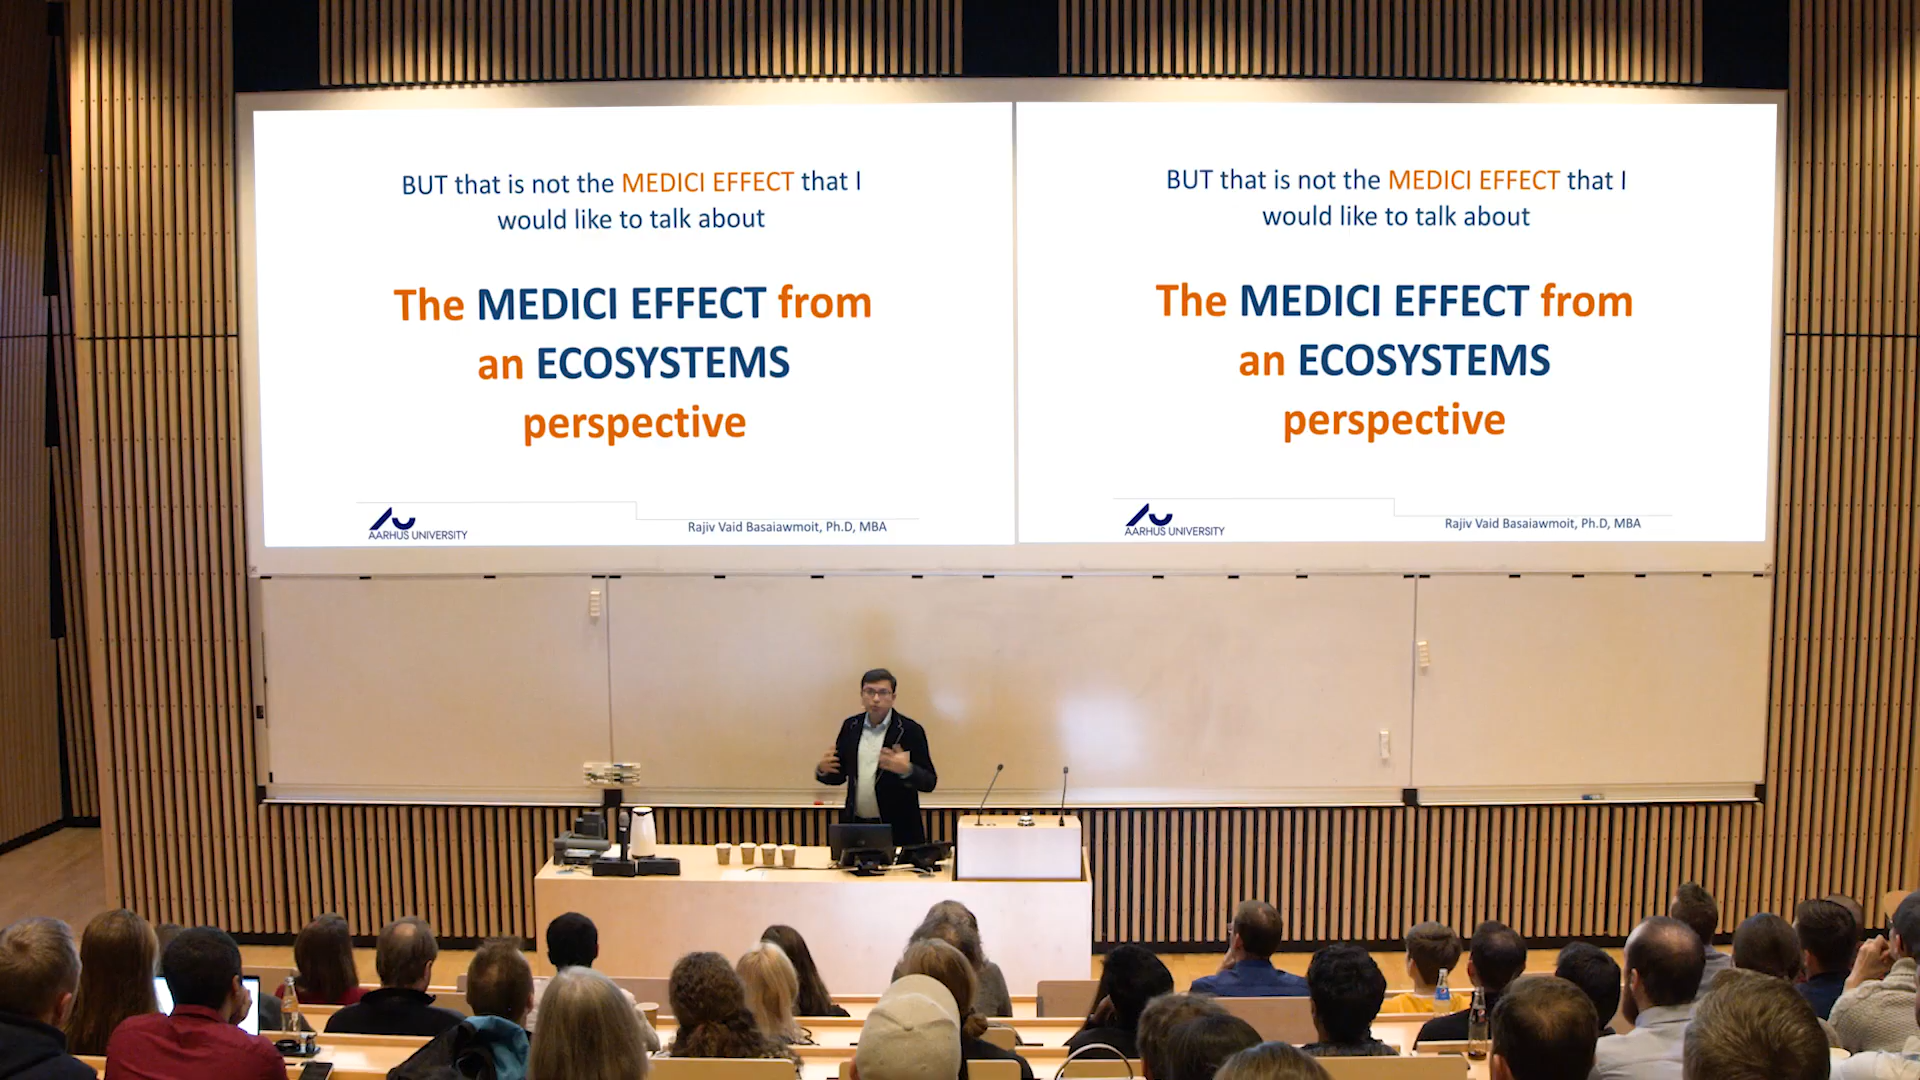 BUT that is not the MEDICI EFFECT that I
would like to talk about
The MEDICI EFFECT from
an ECOSYSTEMS
perspective
AARHUS UNIVERSITY
Rajiv Vaid Basaiawmoit, Ph.D, MBA
BUT that is not the MEDICI EFFECT that I
would like to talk about
The MEDICI EFFECT from
an ECOSYSTEMS
perspective
AARHUS UNIVERSITY
Rajiv Vaid Basaiawmoit, Ph.D, MBA